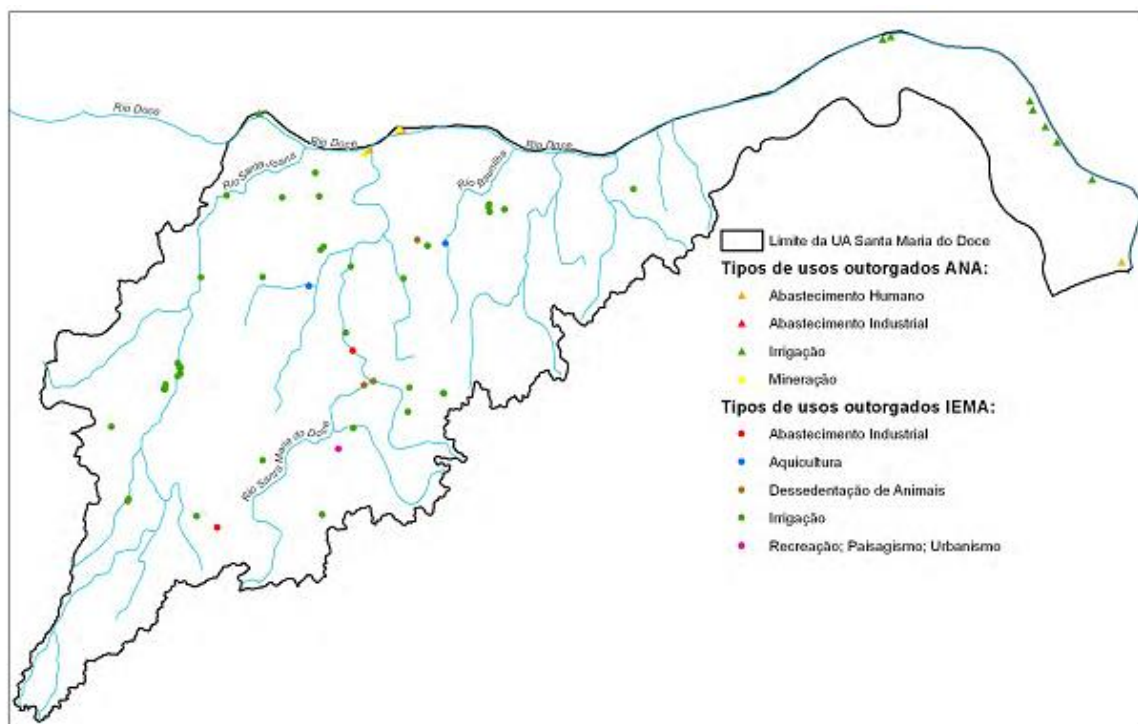 Rio Doce
Rio Doce
Rio Doce
Rio Santa Joana
Rio Baunilha
Rio Santa Maria do Doce
Límite da UA Santa Maria do Doce
Tipos de usos outorgados ANA:
Abastecimento Humano
Abastecimento Industrial
Irrigação
Mineração
Tipos de usos outorgados IEMA:
Abastecimento Industrial
Aquicultura
Dessedentação de Animais
Irrigação
Recreação; Paisagismo; Urbanismo